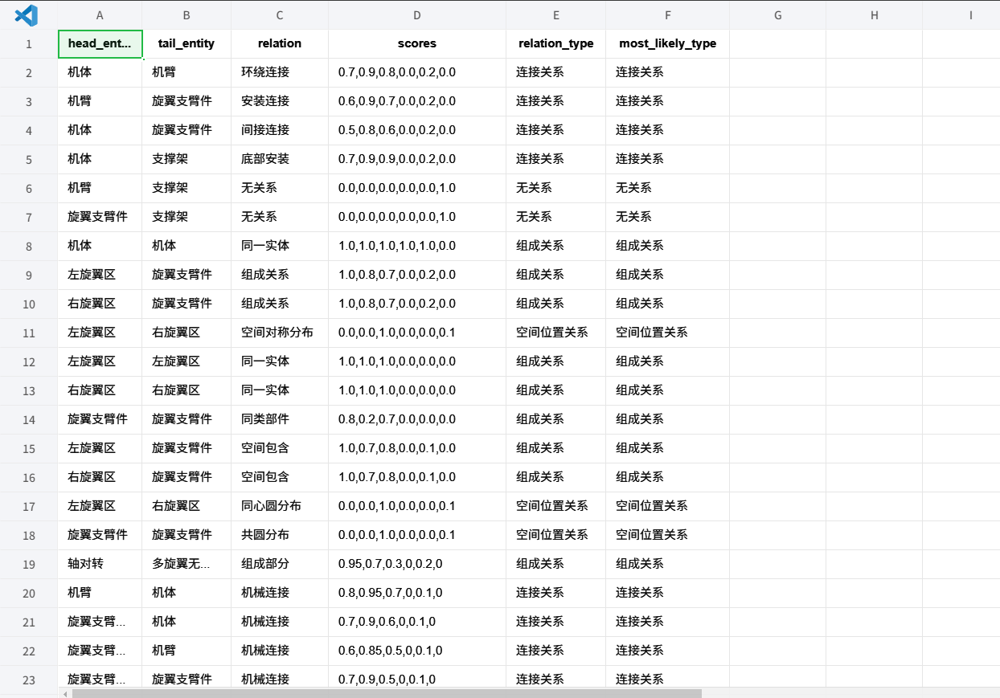 A B C D E F G H I
1 head_ent... tail_entity relation scores relation_type most_likely_type
2 机体 机臂 环绕连接 0.7,0.9,0.8,0.0,0.2,0.0 连接关系 连接关系
3 机臂 旋翼支臂件 安装连接 0.6,0.9,0.7,0.0,0.2,0.0 连接关系 连接关系
4 机体 旋翼支臂件 间接连接 0.5,0.8,0.6,0.0,0.2,0.0 连接关系 连接关系
5 机体 支撑架 底部安装 0.7,0.9,0.9,0.0,0.2,0.0 连接关系 连接关系
6 机臂 支撑架 无关系 0.0,0.0,0.0,0.0,0.0,1.0 无关系 无关系
7 旋翼支臂件 支撑架 无关系 0.0,0.0,0.0,0.0,0.0,1.0 无关系 无关系
8 机体 机体 同一实体 1.0,1.0,1.0,1.0,1.0,0.0 组成关系 组成关系
9 左旋翼区 旋翼支臂件 组成关系 1.0,0.8,0.7,0.0,0.2,0.0 组成关系 组成关系
10 右旋翼区 旋翼支臂件 组成关系 1.0,0.8,0.7,0.0,0.2,0.0 组成关系 组成关系
11 左旋翼区 右旋翼区 空间对称分布 0.0,0.0,1.0,0.0,0.0,0.1 空间位置关系 空间位置关系
12 左旋翼区 左旋翼区 同一实体 1.0,1.0,1.0,0.0,0.0,0.0 组成关系 组成关系
13 右旋翼区 右旋翼区 同一实体 1.0,1.0,1.0,0.0,0.0,0.0 组成关系 组成关系
14 旋翼支臂件 旋翼支臂件 同类部件 0.8,0.2,0.7,0.0,0.0,0.0 组成关系 组成关系
15 左旋翼区 旋翼支臂件 空间包含 1.0,0.7,0.8,0.0,0.1,0.0 组成关系 组成关系
16 右旋翼区 旋翼支臂件 空间包含 1.0,0.7,0.8,0.0,0.1,0.0 组成关系 组成关系
17 左旋翼区 右旋翼区 同心圆分布 0.0,0.0,1.0,0.0,0.0,0.1 空间位置关系 空间位置关系
18 旋翼支臂件 旋翼支臂件 共圆分布 0.0,0.0,1.0,0.0,0.0,0.1 空间位置关系 空间位置关系
19 轴对转 多旋翼无... 组成部分 0.95,0.7,0.3,0,0.2,0 组成关系 组成关系
20 机臂 机体 机械连接 0.8,0.95,0.7,0,0.1,0 连接关系 连接关系
21 旋翼支臂... 机体 机械连接 0.7,0.9,0.6,0,0.1,0 连接关系 连接关系
22 旋翼支臂... 机臂 机械连接 0.6,0.85,0.5,0,0.1,0 连接关系 连接关系
23 旋翼支臂... 旋翼支臂件 机械连接 0.7,0.9,0.5,0,0.1,0 连接关系 连接关系